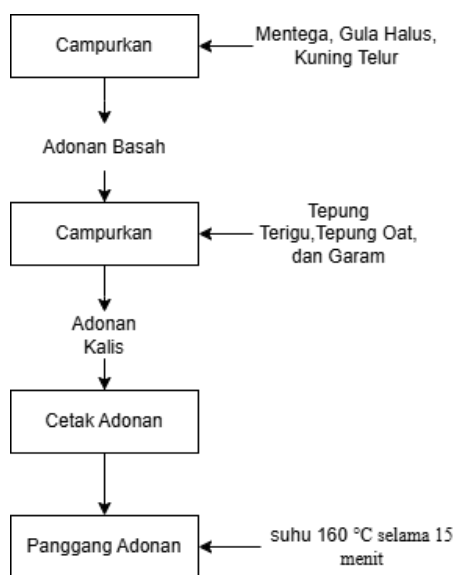 Campurkan
Mentega, Gula Halus,
Kuning Telur
Adonan Basah
Campurkan
Tepung
Terigu,Tepung Oat,
dan Garam
Adonan
Kalis
Cetak Adonan
Panggang Adonan
suhu 160 °C selama 15
menit